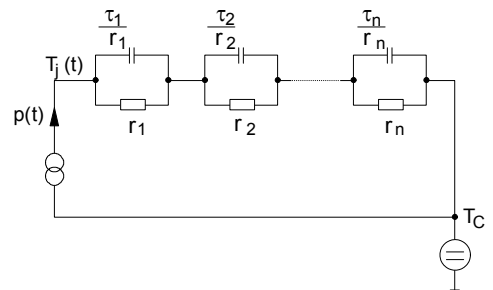 τ1 τ2 τn
r1 r2 rn
Tj (t)
r1 r2 rn
p(t)
TC